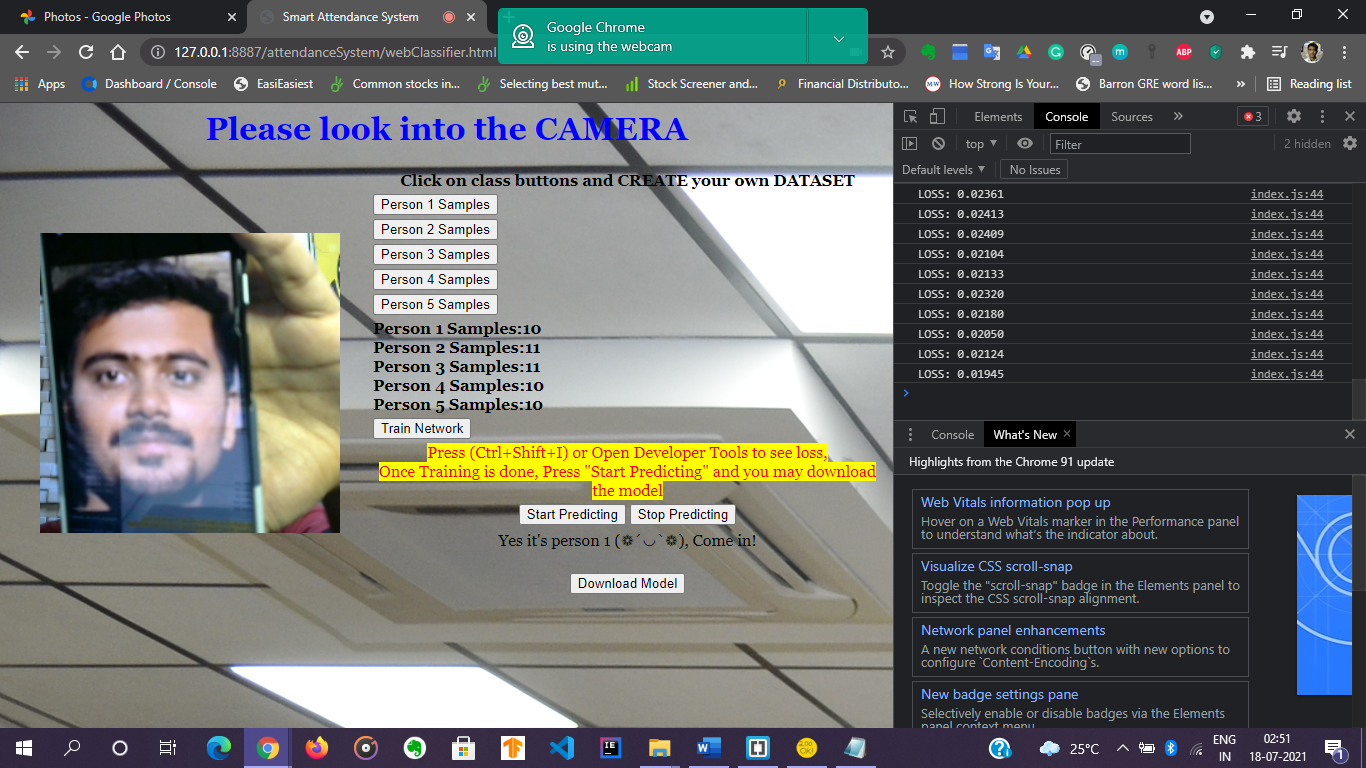 Photos - Google Photos
Smart Attendance System
Google Chrome
is using the webcam
127.0.0.1:8887/attendanceSystem/webClassifier.html
ABP
Apps
Dashboard / Console
EasiEasiest
Common stocks in...
Selecting best mut...
Stock Screener and...
Financial Distributo...
How Strong Is Your...
Barron GRE word lis...
»
Reading list
Please look into the CAMERA
Click on class buttons and CREATE your own DATASET
Person 1 Samples
Person 2 Samples
Person 3 Samples
Person 4 Samples
Person 5 Samples
Person 1 Samples:10
Person 2 Samples:11
Person 3 Samples:11
Person 4 Samples:10
Person 5 Samples:10
Train Network
Press (Ctrl+Shift+I) or Open Developer Tools to see loss,
Once Training is done, Press "Start Predicting" and you may download
the model
Start Predicting
Stop Predicting
Yes it's person 1 (❁´◡`❁), Come in!
Download Model
Elements
Console
Sources
»
3
top ▼
Filter
2 hidden
Default levels ▼
No Issues
LOSS: 0.02361 index.js:44
LOSS: 0.02413 index.js:44
LOSS: 0.02409 index.js:44
LOSS: 0.02104 index.js:44
LOSS: 0.02133 index.js:44
LOSS: 0.02320 index.js:44
LOSS: 0.02180 index.js:44
LOSS: 0.02050 index.js:44
LOSS: 0.02124 index.js:44
LOSS: 0.01945 index.js:44
Console
What's New
Highlights from the Chrome 91 update
Web Vitals information pop up
Hover on a Web Vitals marker in the Performance panel
to understand what's the indicator about.
Visualize CSS scroll-snap
Toggle the "scroll-snap" badge in the Elements panel to
inspect the CSS scroll-snap alignment.
Network panel enhancements
A new network conditions button with new options to
configure `Content-Encoding`s.
New badge settings pane
Selectively enable or disable badges via the Elements
panel context menu
25°C
ENG
IN
02:51
18-07-2021
1